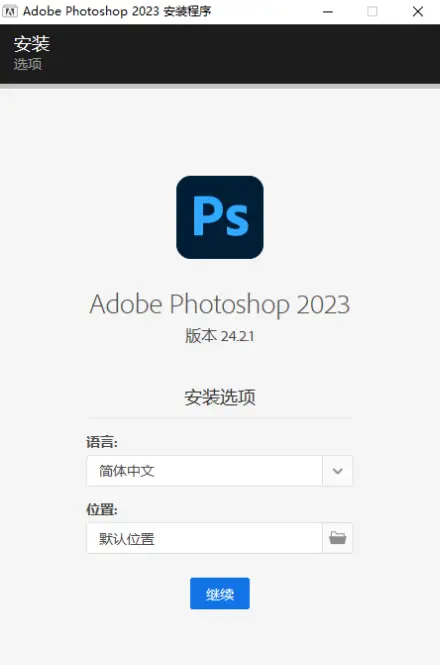 Adobe Photoshop 2023 安装程序
安装
选项
Ps
Adobe Photoshop 2023
版本 24.2.1
安装选项
语言:
简体中文
位置:
默认位置
继续